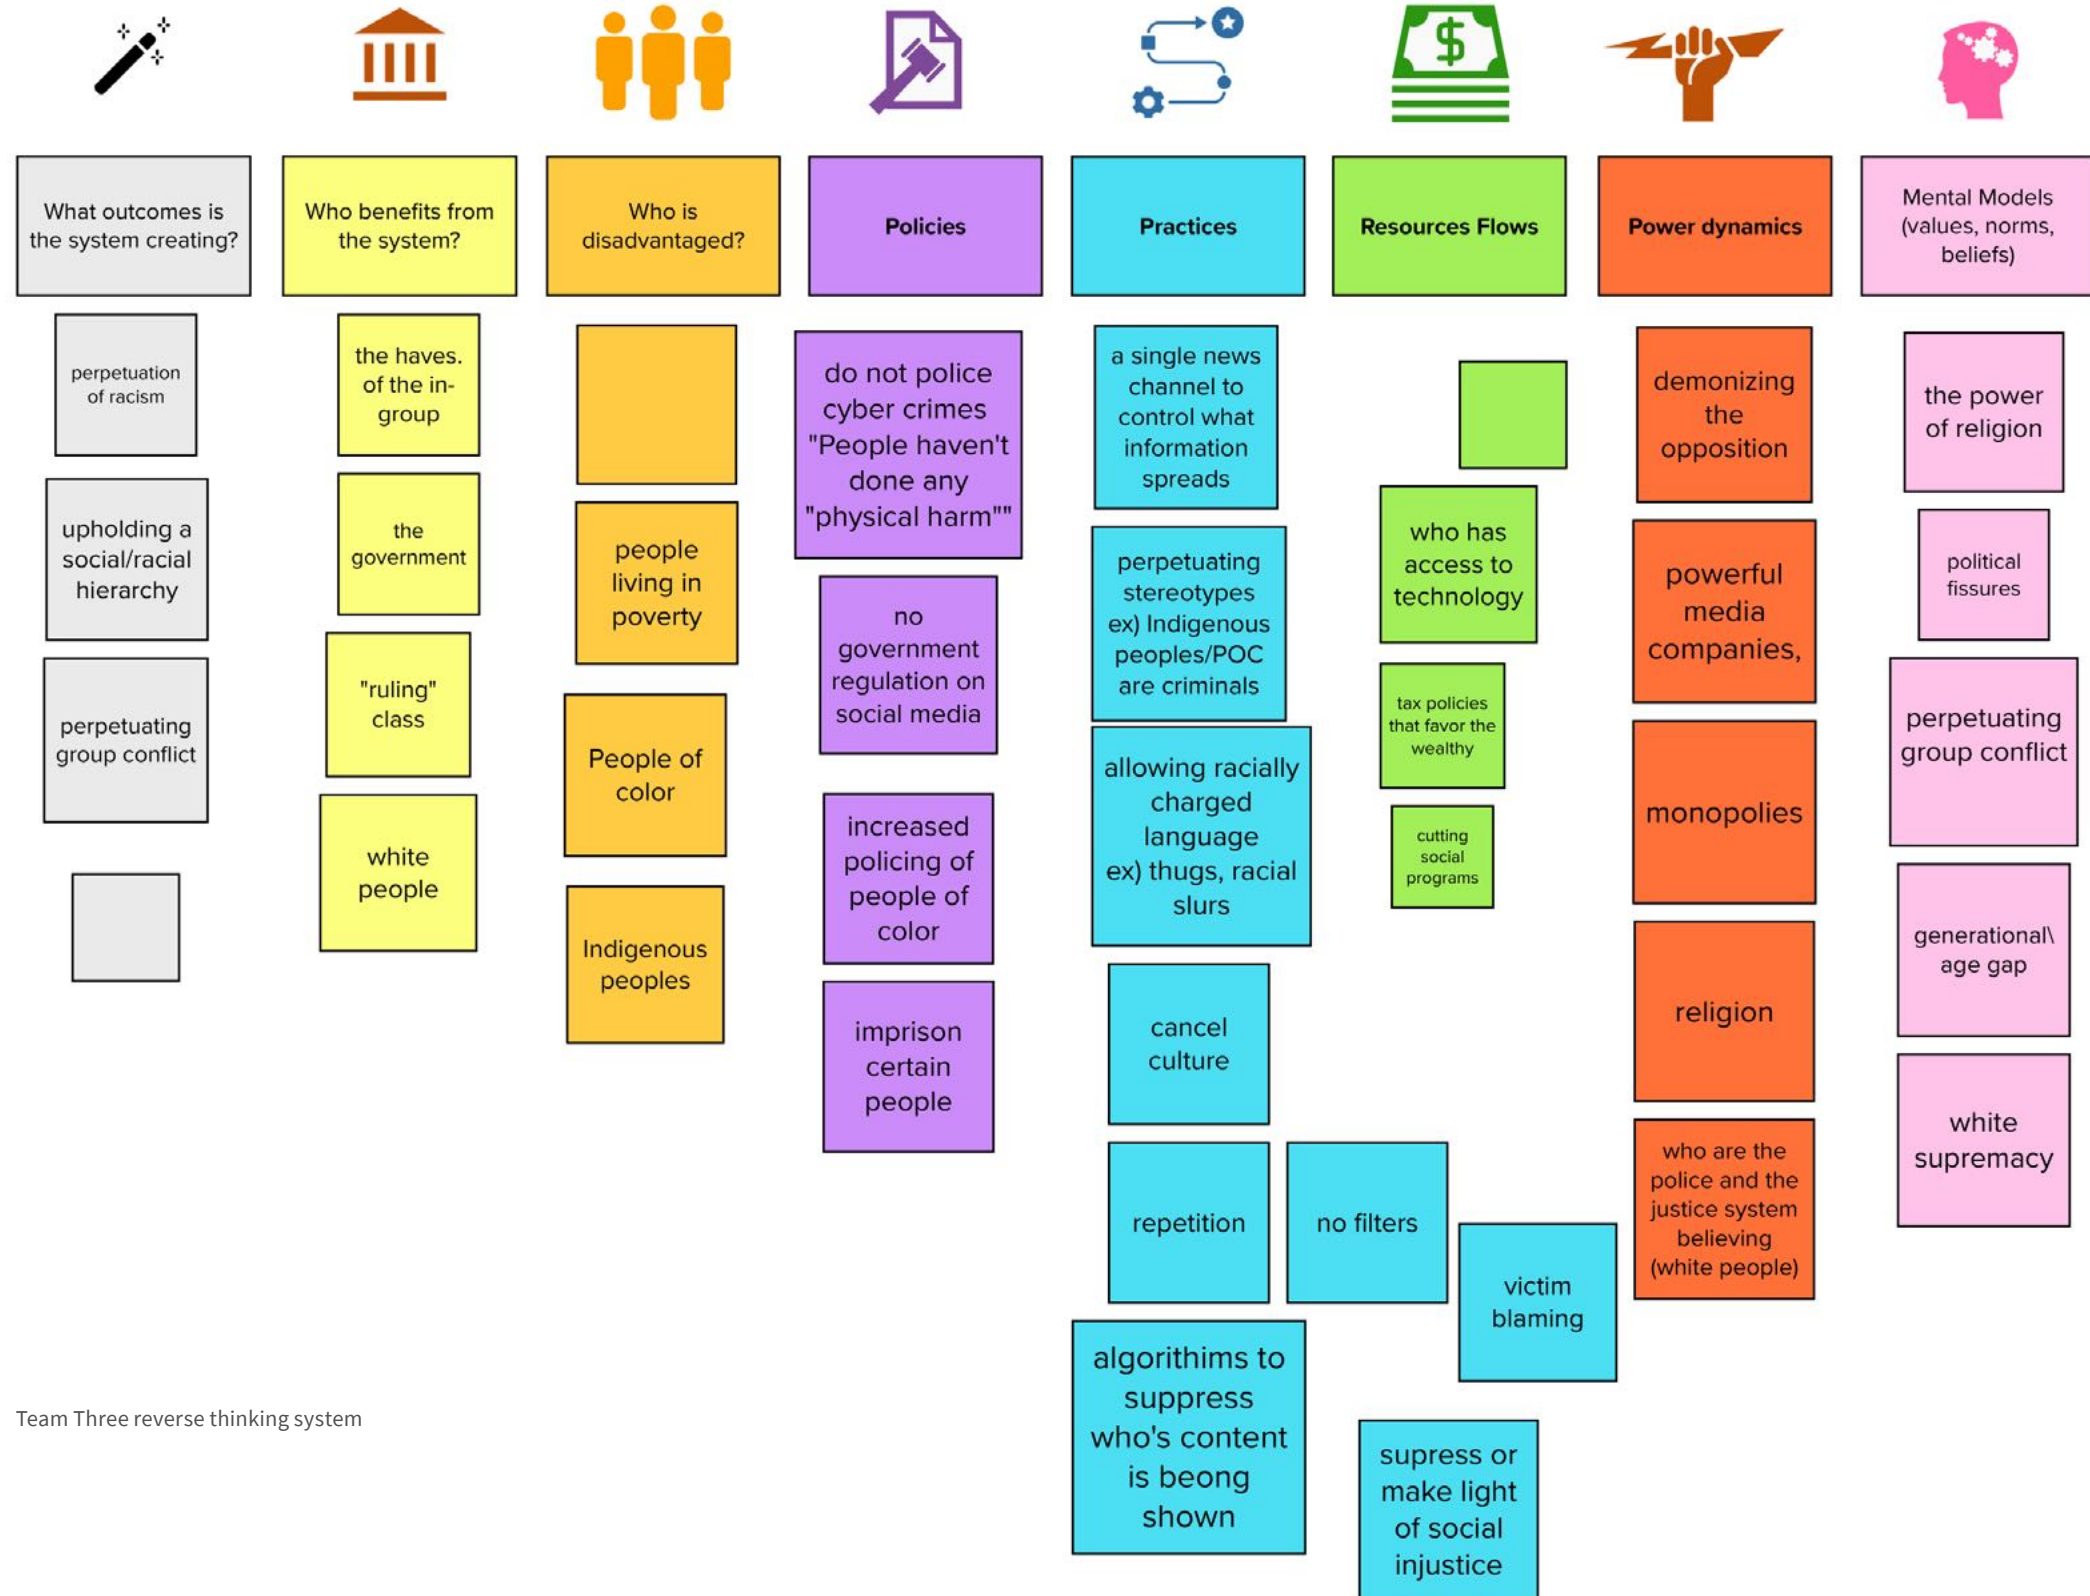 $
What outcomes is
the system creating?
Who benefits from
the system?
Who is
disadvantaged?
Policies
Practices
Resources Flows
Power dynamics
Mental Models
(values, norms,
beliefs)
perpetuation
of racism
upholding a
social/racial
hierarchy
perpetuating
group conflict
the haves.
of the in-
group
the
government
"ruling"
class
white
people
people
living in
poverty
People of
color
Indigenous
peoples
do not police
cyber crimes
"People haven't
done any
"physical harm""
no
government
regulation on
social media
increased
policing of
people of
color
imprison
certain
people
a single news
channel to
control what
information
spreads
perpetuating
stereotypes
ex) Indigenous
peoples/POC
are criminals
allowing racially
charged
language
ex) thugs, racial
slurs
cancel
culture
repetition
no filters
victim
blaming
algorithims to
suppress
who's content
is beong
shown
supress or
make light
of social
injustice
who has
access to
technology
tax policies
that favor the
wealthy
cutting
social
programs
demonizing
the
opposition
powerful
media
companies,
monopolies
religion
who are the
police and the
justice system
believing
(white people)
the power
of religion
political
fissures
perpetuating
group conflict
generational\
age gap
white
supremacy
Team Three reverse thinking system